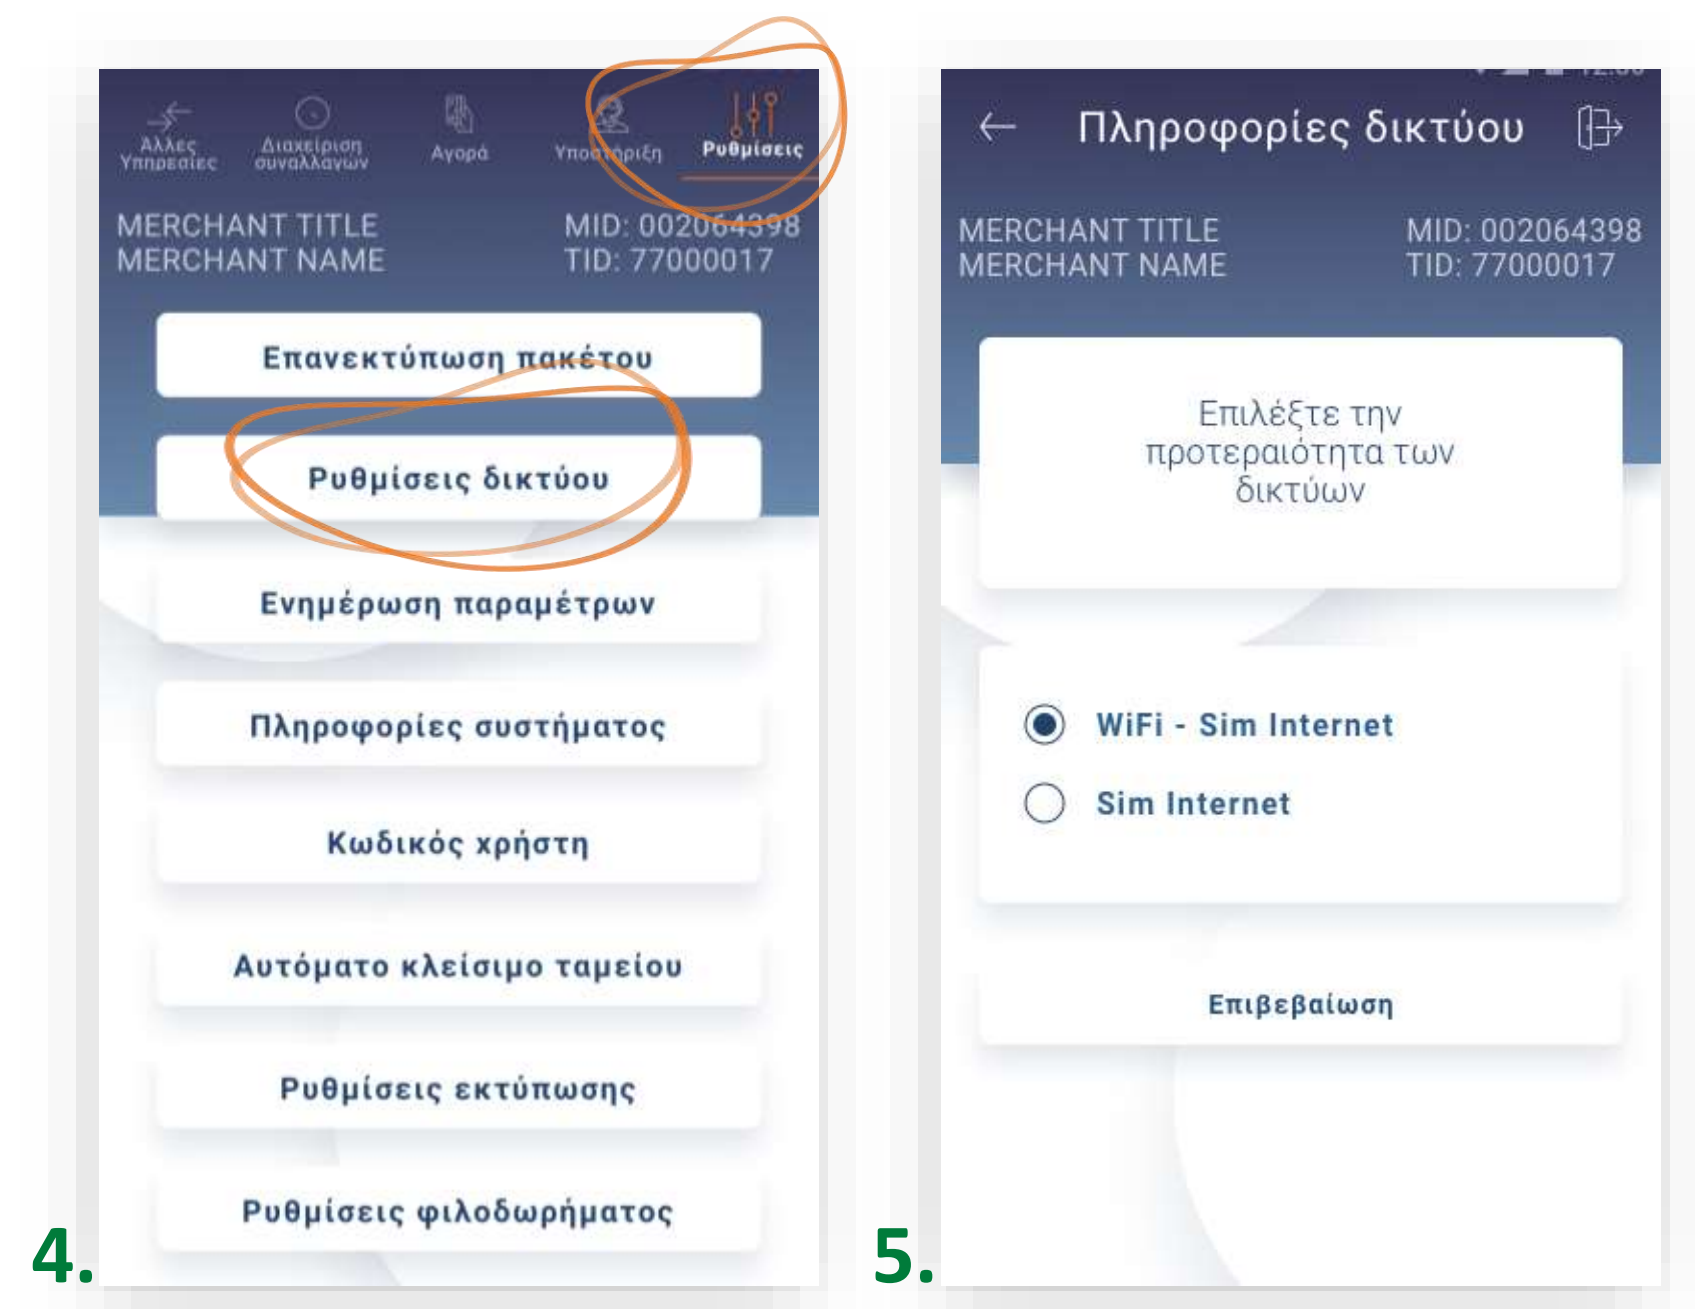 Άλλες
Υπηρεσίες
Διαχείριση
συναλλαγών
Αγορά
Υποστήριξη
Ρυθμίσεις
MERCHANT TITLE
MID: 002064398
MERCHANT NAME
TID: 77000017
Επανεκτύπωση πακέτου
Ρυθμίσεις δικτύου
Ενημέρωση παραμέτρων
Πληροφορίες συστήματος
Κωδικός χρήστη
Αυτόματο κλείσιμο ταμείου
Ρυθμίσεις εκτύπωσης
Ρυθμίσεις φιλοδωρήματος
4.
Πληροφορίες δικτύου
MERCHANT TITLE
MID: 002064398
MERCHANT NAME
TID: 77000017
Επιλέξτε την
προτεραιότητα των
δικτύων
WiFi - Sim Internet
Sim Internet
Επιβεβαίωση
5.